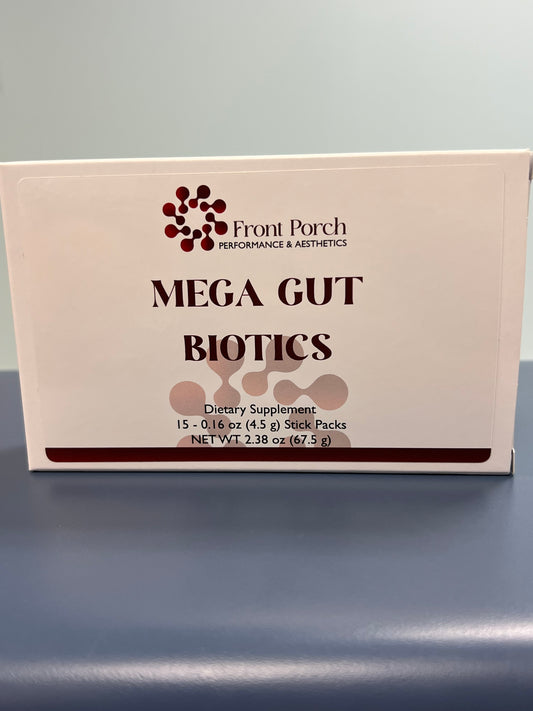 Front Porch
PERFORMANCE & AESTHETICS
MEGA GUT
BIOTICS
Dietary Supplement
15 - 0.16 oz (4.5 g) Stick Packs
NET WT 2.38 oz (67.5 g)